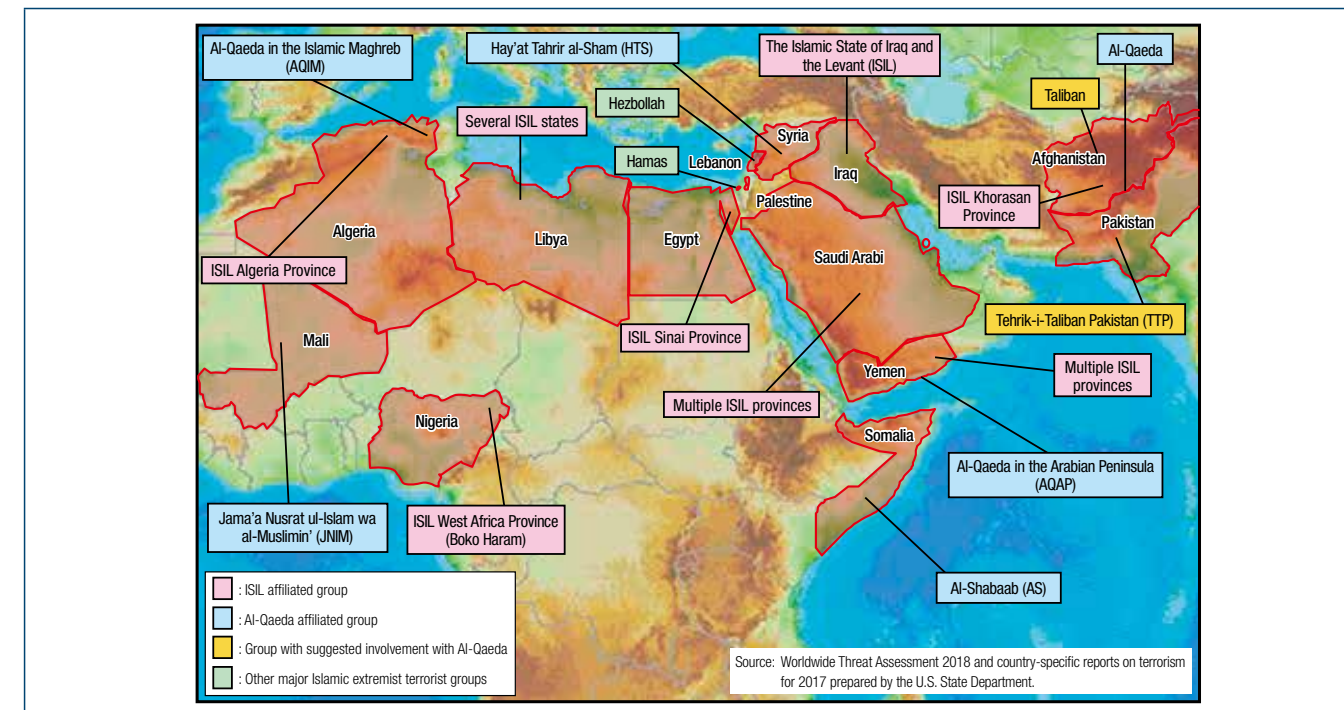 Al-Qaeda in the Islamic Maghreb
(AQIM)
Hay'at Tahrir al-Sham (HTS)
The Islamic State of Iraq and
the Levant (ISIL)
Al-Qaeda
Taliban
Hezbollah
Several ISIL states
Hamas
Lebanon
Syria
Iraq
Afghanistan
Palestine
ISIL Khorasan
Province
Pakistan
Algeria
Libya
Egypt
Saudi Arabi
ISIL Algeria Province
Tehrik-i-Taliban Pakistan (TTP)
ISIL Sinai Province
Mali
Yemen
Multiple ISIL
provinces
Multiple ISIL provinces
Nigeria
Somalia
Al-Qaeda in the Arabian Peninsula
(AQAP)
Jama'a Nusrat ul-Islam wa
al-Muslimin' (JNIM)
ISIL West Africa Province
(Boko Haram)
Al-Shabaab (AS)
: ISIL affiliated group
: Al-Qaeda affiliated group
: Group with suggested involvement with Al-Qaeda
: Other major Islamic extremist terrorist groups
Source: Worldwide Threat Assessment 2018 and country-specific reports on terrorism
for 2017 prepared by the U.S. State Department.